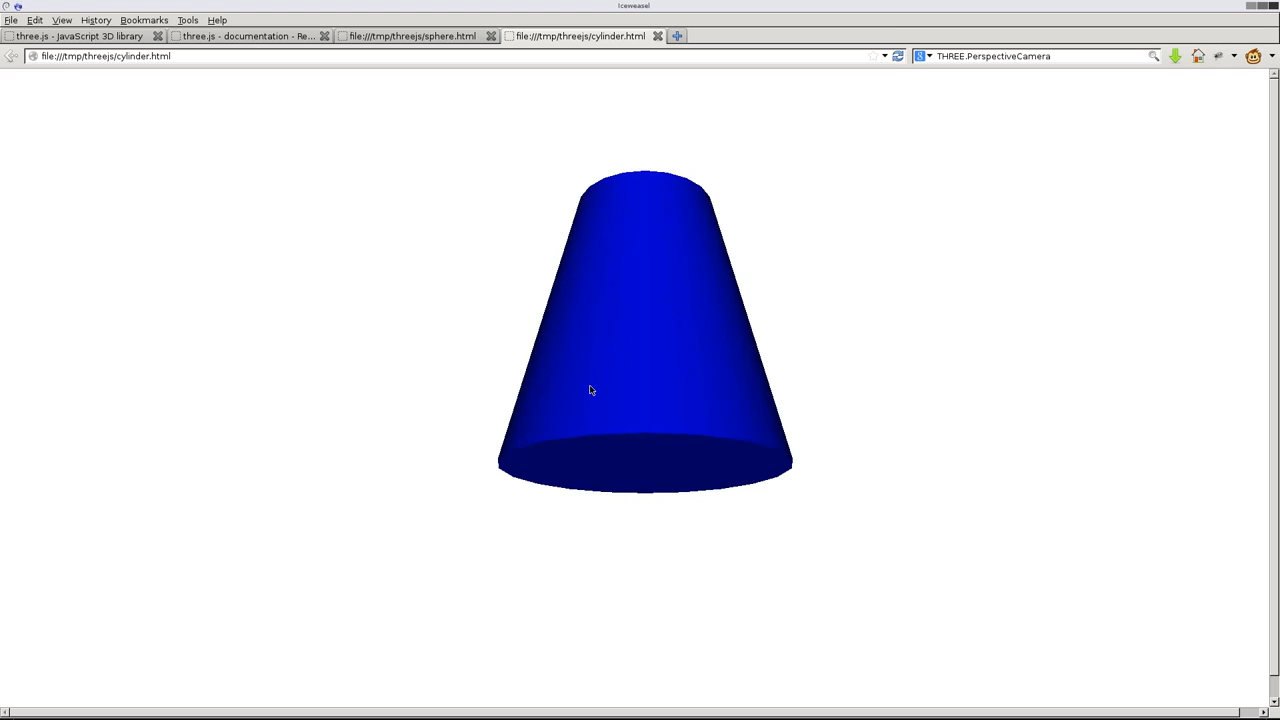 Iceweasel
File Edit View History Bookmarks Tools Help
three.js - JavaScript 3D library three.js - documentation - Re... file:///tmp/threejs/sphere.html file:///tmp/threejs/cylinder.html
file:///tmp/threejs/cylinder.html THREE.PerspectiveCamera